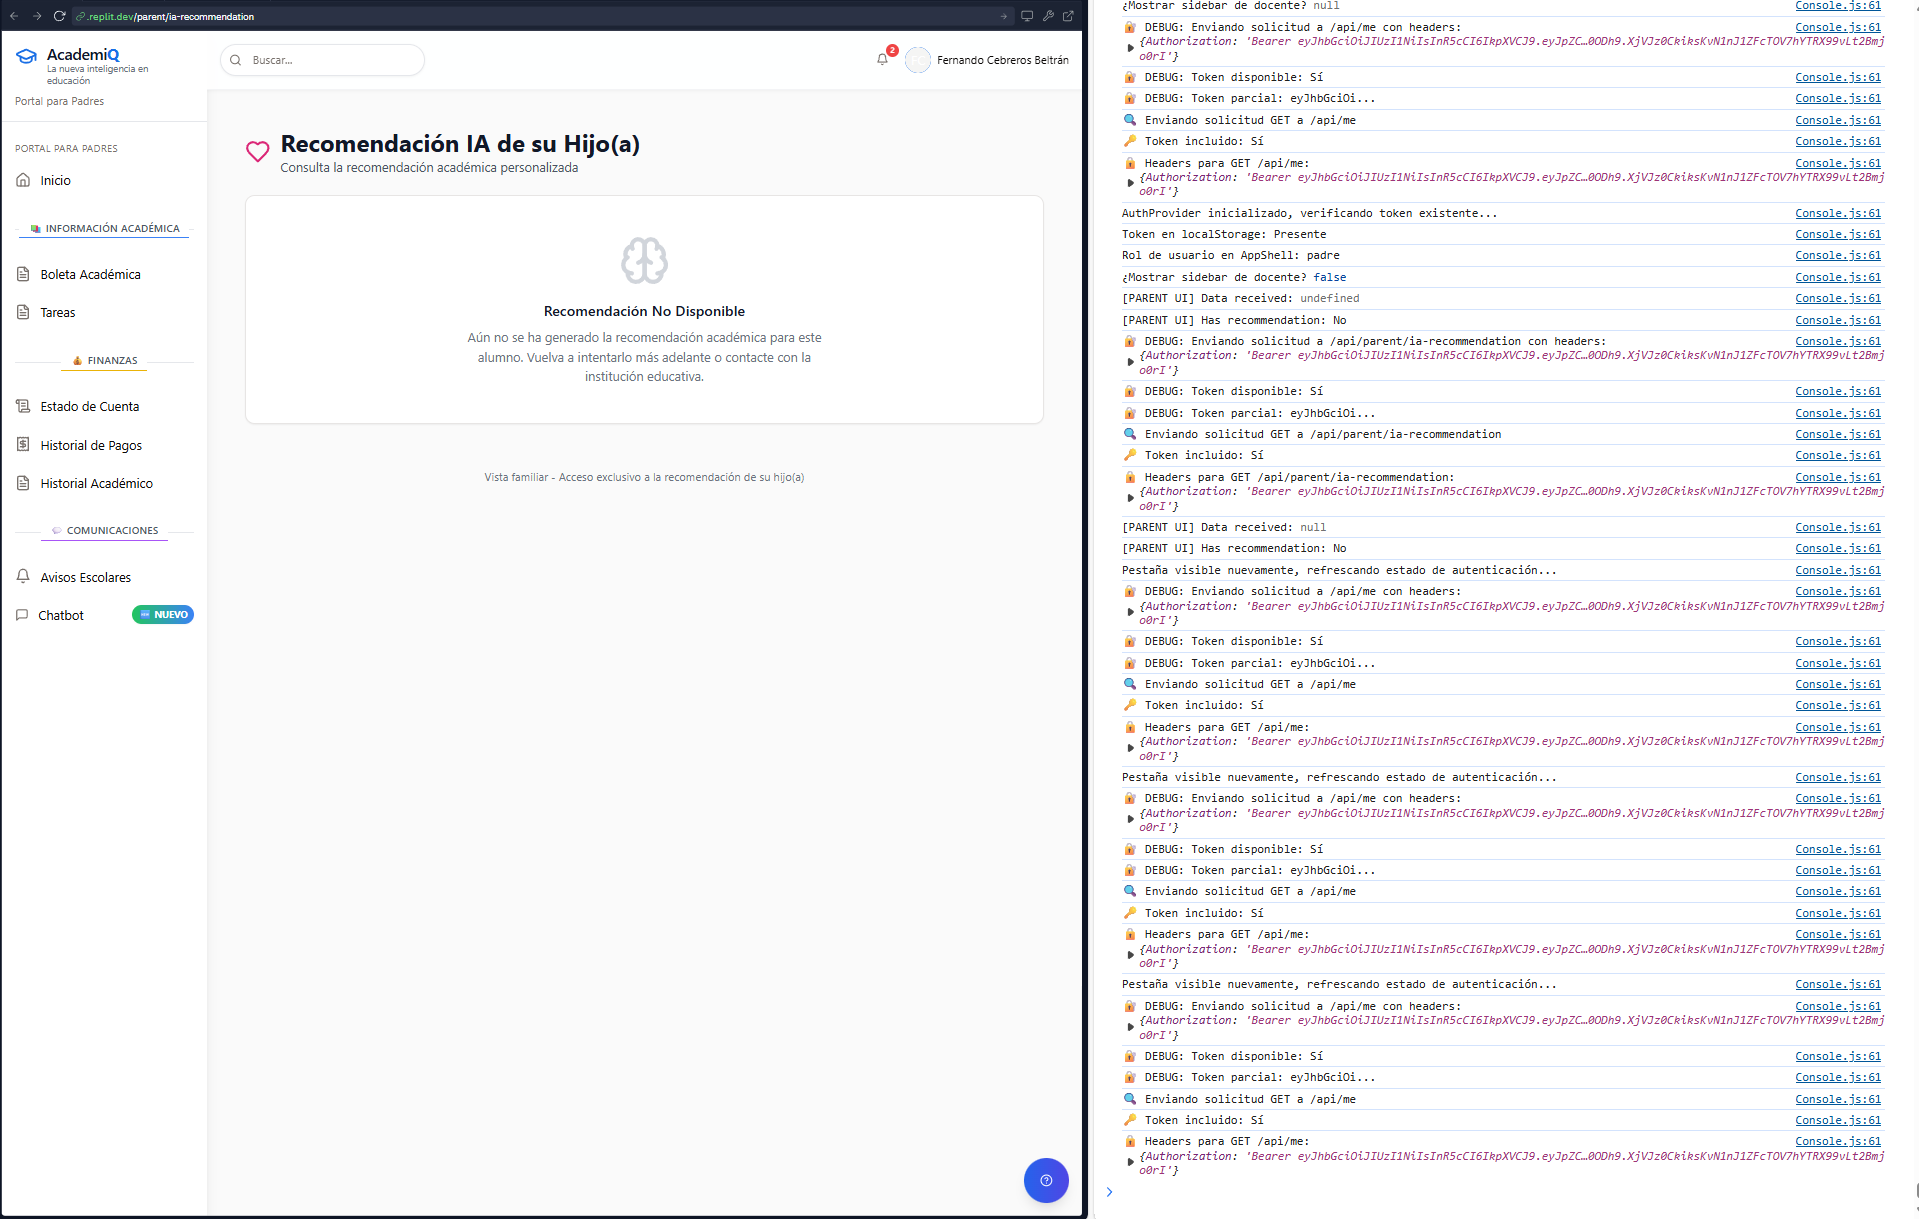 .replit.dev/parent/ia-recommendation
AcademiQ
La nueva inteligencia en
educación
Portal para Padres
Buscar...
2
Fernando Cebreros Beltrán
PORTAL PARA PADRES
Inicio
INFORMACIÓN ACADÉMICA
Boleta Académica
Tareas
FINANZAS
Estado de Cuenta
Historial de Pagos
Historial Académico
COMUNICACIONES
Avisos Escolares
Chatbot
NUEVO
Recomendación IA de su Hijo(a)
Consulta la recomendación académica personalizada
Recomendación No Disponible
Aún no se ha generado la recomendación académica para este
alumno. Vuelva a intentarlo más adelante o contacte con la
institución educativa.
Vista familiar - Acceso exclusivo a la recomendación de su hijo(a)
¿Mostrar sidebar de docente? null Console.js:61
DEBUG: Enviando solicitud a /api/me con headers: Console.js:61
{Authorization: 'Bearer eyJhbGciOiJIUzI1NiIsInR5cCI6IkpXVCJ9.eyJpZC…0ODh9.XjVJz0CkiksKvN1nJ1ZFcTOV7hYTRX99vLt2Bmj
o0rI'}
DEBUG: Token disponible: Sí Console.js:61
DEBUG: Token parcial: eyJhbGciOi... Console.js:61
Enviando solicitud GET a /api/me Console.js:61
Token incluido: Sí Console.js:61
Headers para GET /api/me: Console.js:61
{Authorization: 'Bearer eyJhbGciOiJIUzI1NiIsInR5cCI6IkpXVCJ9.eyJpZC…0ODh9.XjVJz0CkiksKvN1nJ1ZFcTOV7hYTRX99vLt2Bmj
o0rI'}
AuthProvider inicializado, verificando token existente... Console.js:61
Token en localStorage: Presente Console.js:61
Rol de usuario en AppShell: padre Console.js:61
¿Mostrar sidebar de docente? false Console.js:61
[PARENT UI] Data received: undefined Console.js:61
[PARENT UI] Has recommendation: No Console.js:61
DEBUG: Enviando solicitud a /api/parent/ia-recommendation con headers: Console.js:61
{Authorization: 'Bearer eyJhbGciOiJIUzI1NiIsInR5cCI6IkpXVCJ9.eyJpZC…0ODh9.XjVJz0CkiksKvN1nJ1ZFcTOV7hYTRX99vLt2Bmj
o0rI'}
DEBUG: Token disponible: Sí Console.js:61
DEBUG: Token parcial: eyJhbGciOi... Console.js:61
Enviando solicitud GET a /api/parent/ia-recommendation Console.js:61
Token incluido: Sí Console.js:61
Headers para GET /api/parent/ia-recommendation: Console.js:61
{Authorization: 'Bearer eyJhbGciOiJIUzI1NiIsInR5cCI6IkpXVCJ9.eyJpZC…0ODh9.XjVJz0CkiksKvN1nJ1ZFcTOV7hYTRX99vLt2Bmj
o0rI'}
[PARENT UI] Data received: null Console.js:61
[PARENT UI] Has recommendation: No Console.js:61
Pestaña visible nuevamente, refrescando estado de autenticación... Console.js:61
DEBUG: Enviando solicitud a /api/me con headers: Console.js:61
{Authorization: 'Bearer eyJhbGciOiJIUzI1NiIsInR5cCI6IkpXVCJ9.eyJpZC…0ODh9.XjVJz0CkiksKvN1nJ1ZFcTOV7hYTRX99vLt2Bmj
o0rI'}
DEBUG: Token disponible: Sí Console.js:61
DEBUG: Token parcial: eyJhbGciOi... Console.js:61
Enviando solicitud GET a /api/me Console.js:61
Token incluido: Sí Console.js:61
Headers para GET /api/me: Console.js:61
{Authorization: 'Bearer eyJhbGciOiJIUzI1NiIsInR5cCI6IkpXVCJ9.eyJpZC…0ODh9.XjVJz0CkiksKvN1nJ1ZFcTOV7hYTRX99vLt2Bmj
o0rI'}
Pestaña visible nuevamente, refrescando estado de autenticación... Console.js:61
DEBUG: Enviando solicitud a /api/me con headers: Console.js:61
{Authorization: 'Bearer eyJhbGciOiJIUzI1NiIsInR5cCI6IkpXVCJ9.eyJpZC…0ODh9.XjVJz0CkiksKvN1nJ1ZFcTOV7hYTRX99vLt2Bmj
o0rI'}
DEBUG: Token disponible: Sí Console.js:61
DEBUG: Token parcial: eyJhbGciOi... Console.js:61
Enviando solicitud GET a /api/me Console.js:61
Token incluido: Sí Console.js:61
Headers para GET /api/me: Console.js:61
{Authorization: 'Bearer eyJhbGciOiJIUzI1NiIsInR5cCI6IkpXVCJ9.eyJpZC…0ODh9.XjVJz0CkiksKvN1nJ1ZFcTOV7hYTRX99vLt2Bmj
o0rI'}
Pestaña visible nuevamente, refrescando estado de autenticación... Console.js:61
DEBUG: Enviando solicitud a /api/me con headers: Console.js:61
{Authorization: 'Bearer eyJhbGciOiJIUzI1NiIsInR5cCI6IkpXVCJ9.eyJpZC…0ODh9.XjVJz0CkiksKvN1nJ1ZFcTOV7hYTRX99vLt2Bmj
o0rI'}
DEBUG: Token disponible: Sí Console.js:61
DEBUG: Token parcial: eyJhbGciOi... Console.js:61
Enviando solicitud GET a /api/me Console.js:61
Token incluido: Sí Console.js:61
Headers para GET /api/me: Console.js:61
{Authorization: 'Bearer eyJhbGciOiJIUzI1NiIsInR5cCI6IkpXVCJ9.eyJpZC…0ODh9.XjVJz0CkiksKvN1nJ1ZFcTOV7hYTRX99vLt2Bmj
o0rI'}